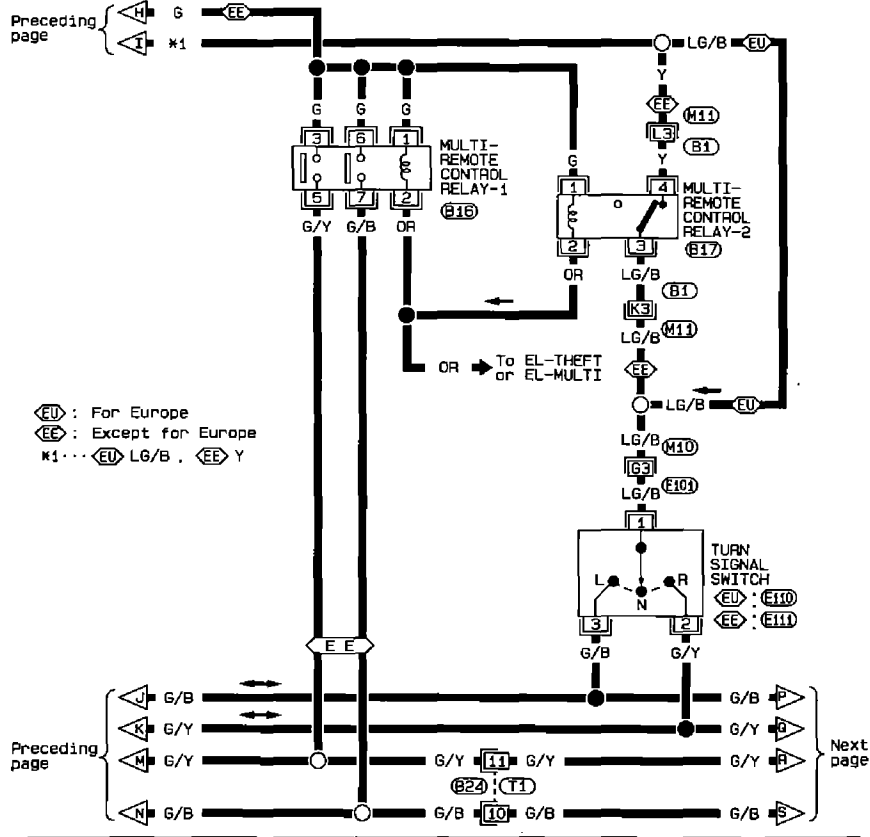 Preceding
page
H G EE
I *1 LG/B EU
Y
EE
M11
L3
B1
Y
G G G
3 6 1
MULTI-
REMOTE
CONTROL
RELAY-1
B16
5 7 2
G/Y G/B OR
G
1 4
MULTI-
REMOTE
CONTROL
RELAY-2
B17
2 3
OR LG/B
B1
K3
LG/B M11
EE
OR To EL-THEFT
or EL-MULTI
LG/B EU
EU : For Europe
EE : Except for Europe
*1··· EU LG/B , EE Y
LG/B M10
G3
LG/B E101
1
TURN
SIGNAL
SWITCH
EU : E110
EE : E111
L R
N
3 2
G/B G/Y
E E
Preceding
page
J G/B G/B P
K G/Y G/Y Q
M G/Y G/Y 11 G/Y G/Y R
B24 T1
N G/B G/B 10 G/B G/B S
Next
page